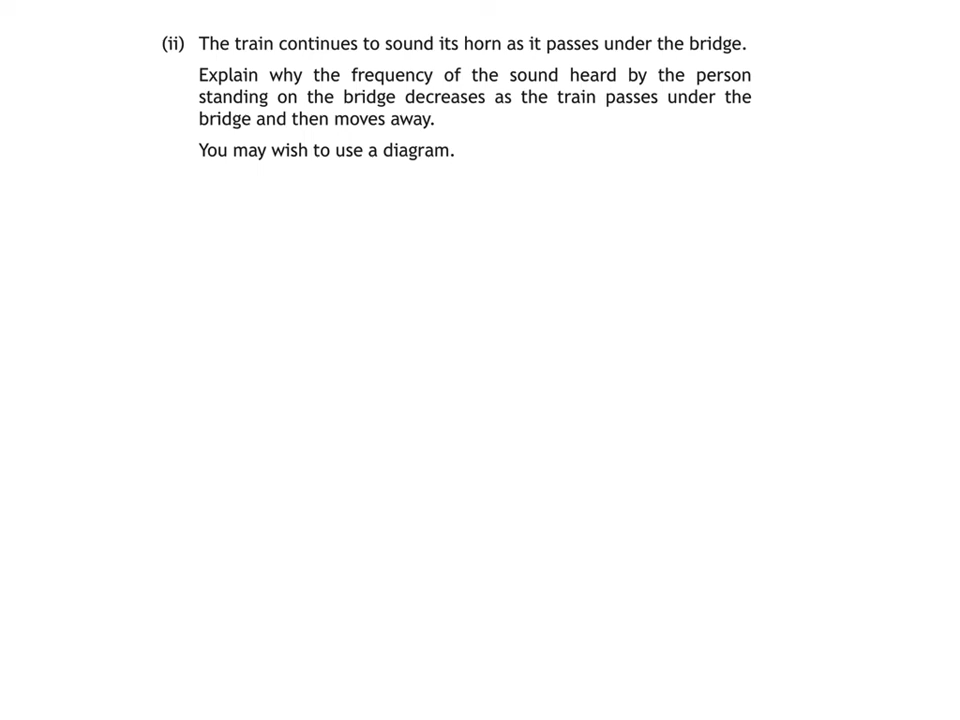 (ii) The train continues to sound its horn as it passes under the bridge.
Explain why the frequency of the sound heard by the person
standing on the bridge decreases as the train passes under the
bridge and then moves away.
You may wish to use a diagram.